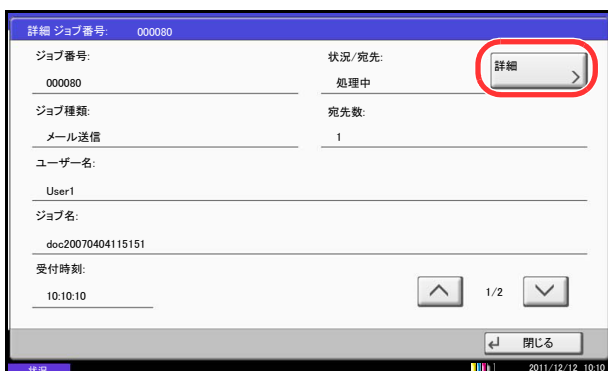 詳細 ジョブ番号: 000080
ジョブ番号:
000080
状況/宛先:
処理中
詳細
ジョブ種類:
メール送信
宛先数:
1
ユーザー名:
User1
ジョブ名:
doc20070404115151
受付時刻:
10:10:10
1/2
閉じる
状況
2011/12/12 10:10